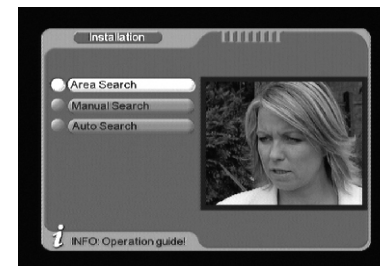 Installation
Area Search
Manual Search
Auto Search
i INFO: Operation guide!